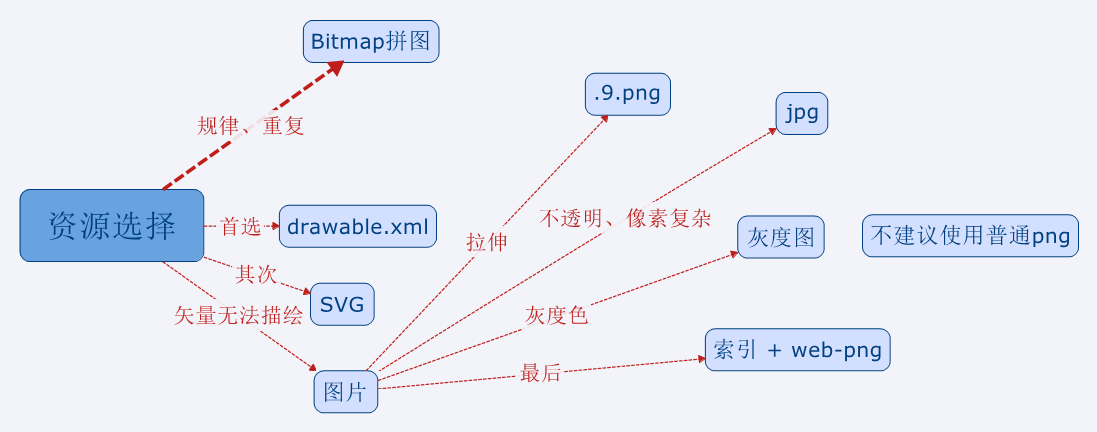 Bitmap拼图
.9.png
jpg
规律、重复
资源选择
首选
drawable.xml
不透明、像素复杂
拉伸
灰度图
不建议使用普通png
其次
SVG
矢量无法描绘
灰度色
索引 + web-png
最后
图片